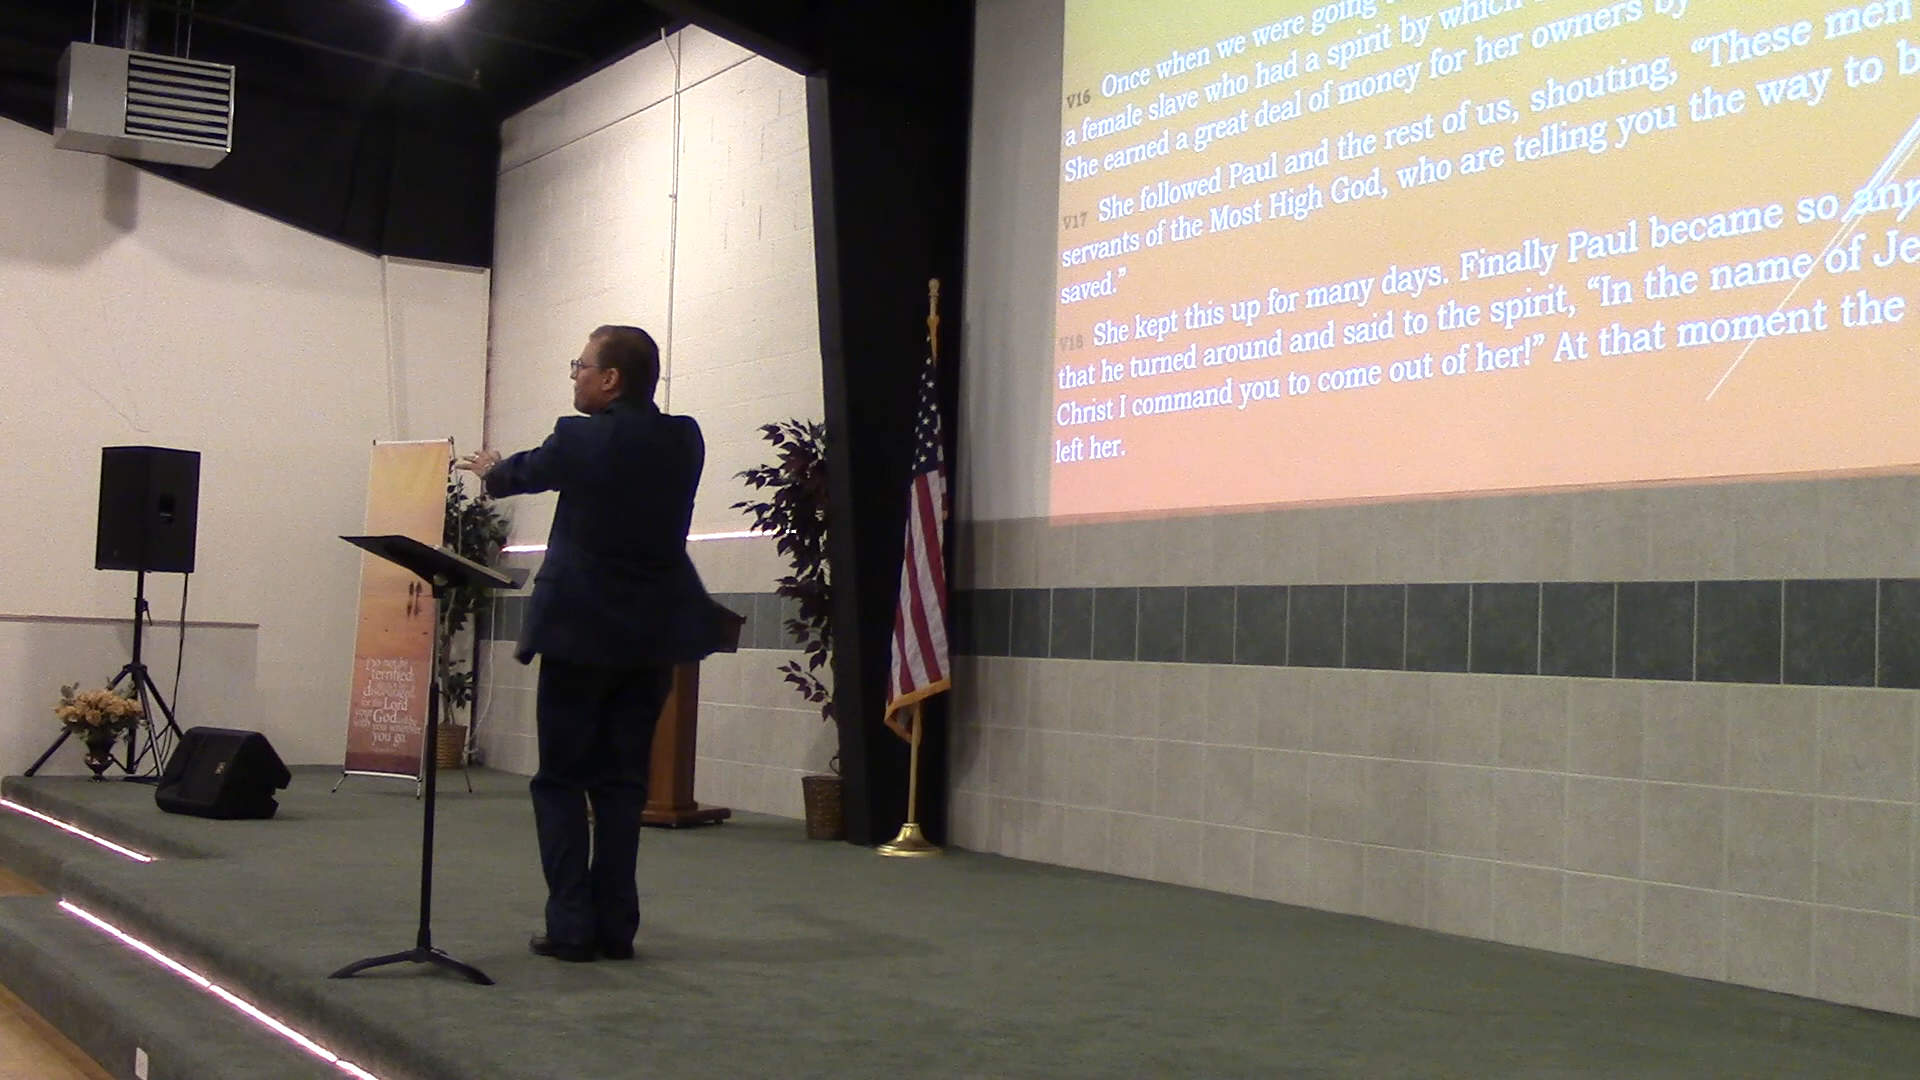 V16 Once when we were going
a female slave who had a spirit by which
She earned a great deal of money for her owners by
V17 She followed Paul and the rest of us, shouting, “These men
servants of the Most High God, who are telling you the way to b
saved.”
V18 She kept this up for many days. Finally Paul became so ann
that he turned around and said to the spirit, “In the name of Je
Christ I command you to come out of her!” At that moment the
left her.
Do not be
terrified;
discouraged,
for the Lord
your God
with you wherever
you go.